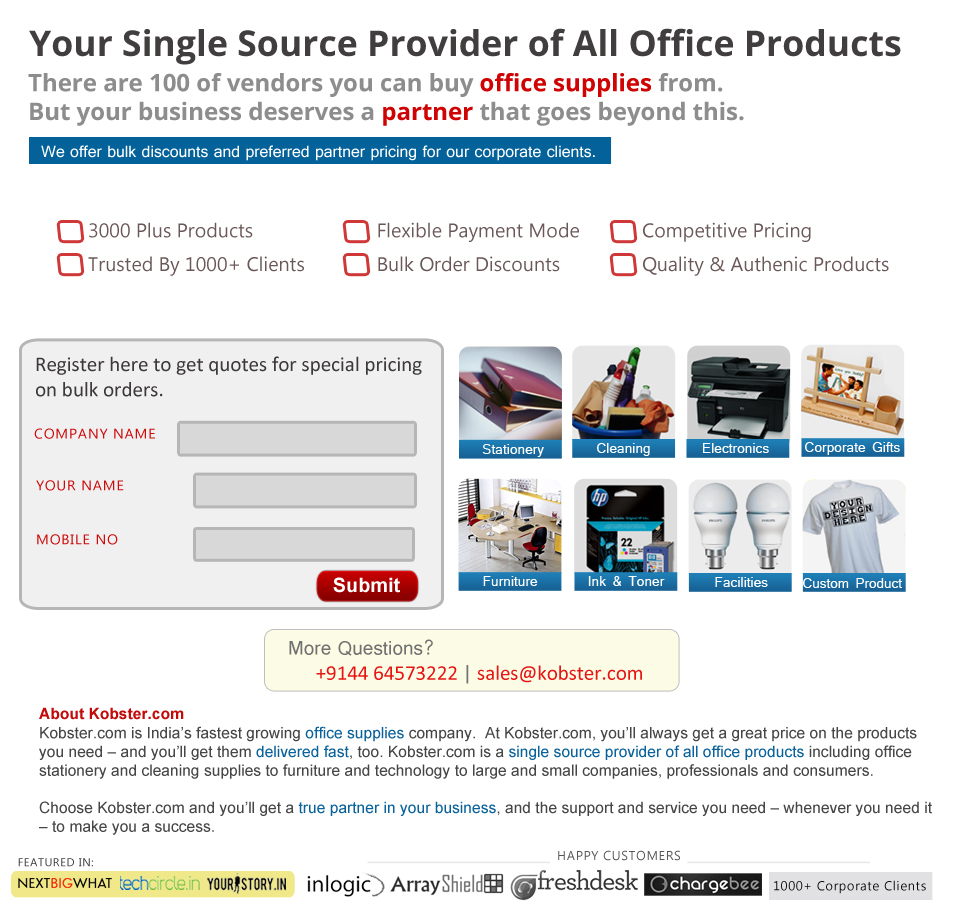 Your Single Source Provider of All Office Products
There are 100 of vendors you can buy office supplies from.
But your business deserves a partner that goes beyond this.
We offer bulk discounts and preferred partner pricing for our corporate clients.
3000 Plus Products
Flexible Payment Mode
Competitive Pricing
Trusted By 1000+ Clients
Bulk Order Discounts
Quality & Authenic Products
Register here to get quotes for special pricing
on bulk orders.
COMPANY NAME
YOUR NAME
MOBILE NO
Submit
Stationery
Cleaning
Electronics
Corporate Gifts
hp
22
YOUR
DESIGN
HERE
Furniture
Ink & Toner
Facilities
Custom Product
More Questions?
+9144 64573222 | sales@kobster.com
About Kobster.com
Kobster.com is India's fastest growing office supplies company. At Kobster.com, you'll always get a great price on the products
you need – and you'll get them delivered fast, too. Kobster.com is a single source provider of all office products including office
stationery and cleaning supplies to furniture and technology to large and small companies, professionals and consumers.
Choose Kobster.com and you'll get a true partner in your business, and the support and service you need – whenever you need it
– to make you a success.
FEATURED IN:
NEXTBIGWHAT techcircle.in YOURSTORY.IN
HAPPY CUSTOMERS
inlogic ArrayShield freshdesk chargebee 1000+ Corporate Clients